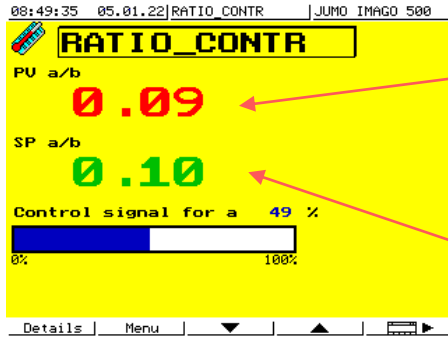 08:49:35 05.01.22|RATIO_CONTR |JUMO IMAGO 500
RATIO_CONTR
PV a/b
0.09
SP a/b
0.10
Control signal for a 49 %
0% 100%
Details | Menu